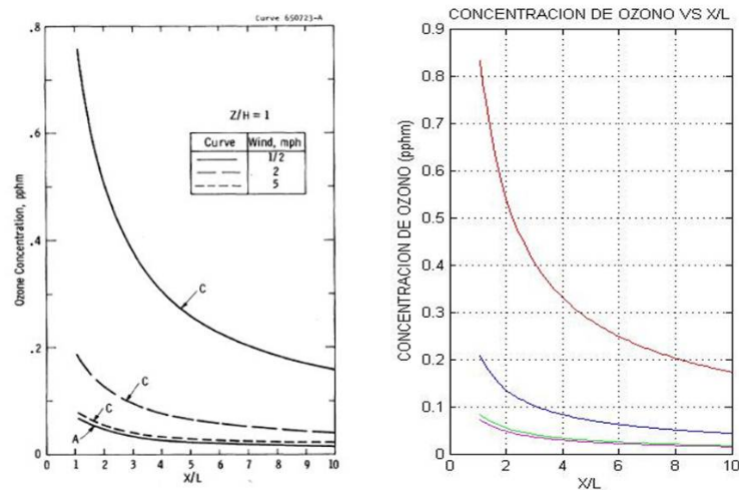 Curve 650723-A
.8
.6
.4
.2
0
Ozone Concentration, pphm
Z/H = 1
Curve Wind, mph
1/2
2
5
C
C
C
A
0 1 2 3 4 5 6 7 8 9 10
X/L
CONCENTRACION DE OZONO VS X/L
0.9
0.8
0.7
0.6
0.5
0.4
0.3
0.2
0.1
0
CONCENTRACION DE OZONO (pphm)
0 2 4 6 8 10
X/L